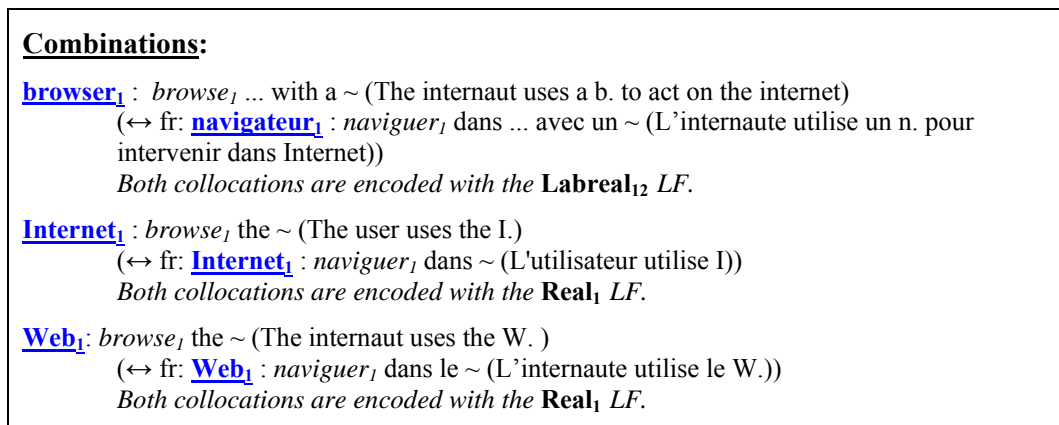 Combinations:
browser₁ : browse₁ ... with a ~ (The internaut uses a b. to act on the internet)
(↔ fr: navigateur₁ : naviguer₁ dans ... avec un ~ (L’internaute utilise un n. pour
intervenir dans Internet))
Both collocations are encoded with the Labreal₁₂ LF.
Internet₁ : browse₁ the ~ (The user uses the I.)
(↔ fr: Internet₁ : naviguer₁ dans ~ (L'utilisateur utilise I))
Both collocations are encoded with the Real₁ LF.
Web₁: browse₁ the ~ (The internaut uses the W. )
(↔ fr: Web₁ : naviguer₁ dans le ~ (L’internaute utilise le W.))
Both collocations are encoded with the Real₁ LF.